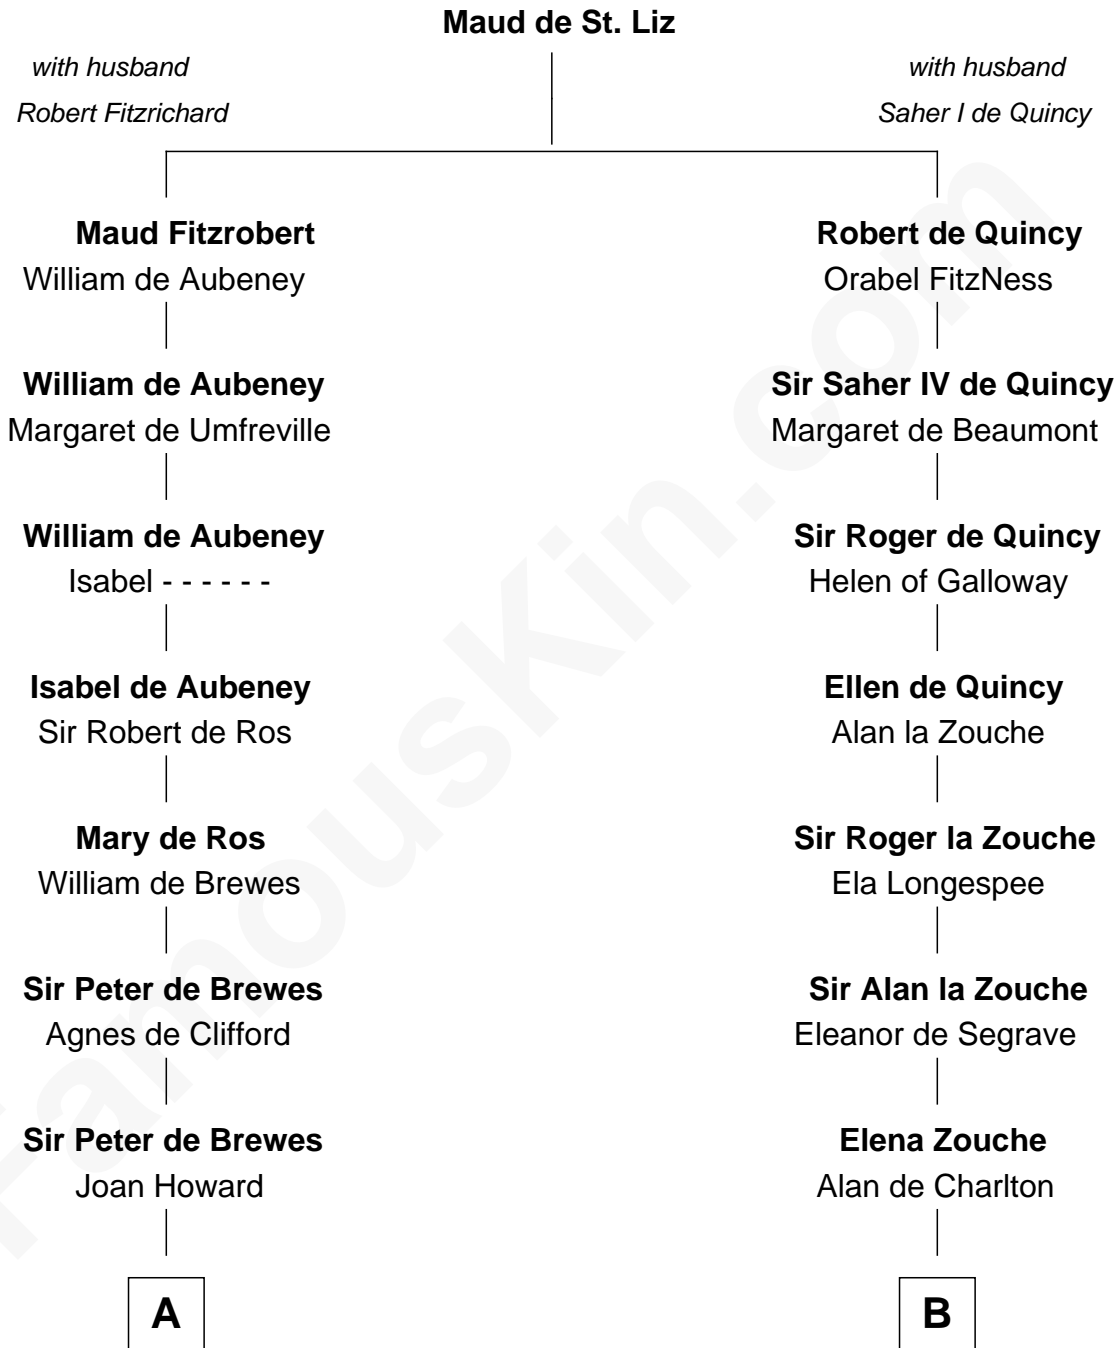 Maud de St. Liz
with husband
Robert Fitzrichard
with husband
Saher I de Quincy
Maud Fitzrobert
William de Aubeney
Robert de Quincy
Orabel FitzNess
William de Aubeney
Margaret de Umfreville
Sir Saher IV de Quincy
Margaret de Beaumont
William de Aubeney
Isabel - - - - - -
Sir Roger de Quincy
Helen of Galloway
Isabel de Aubeney
Sir Robert de Ros
Ellen de Quincy
Alan la Zouche
Mary de Ros
William de Brewes
Sir Roger la Zouche
Ela Longespee
Sir Peter de Brewes
Agnes de Clifford
Sir Alan la Zouche
Eleanor de Segrave
Sir Peter de Brewes
Joan Howard
Elena Zouche
Alan de Charlton
A
B
FamousKin.com